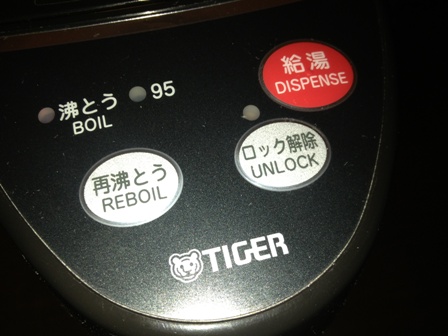 給湯
DISPENSE
沸とう 95
BOIL
ロック解除
UNLOCK
再沸とう
REBOIL
TIGER